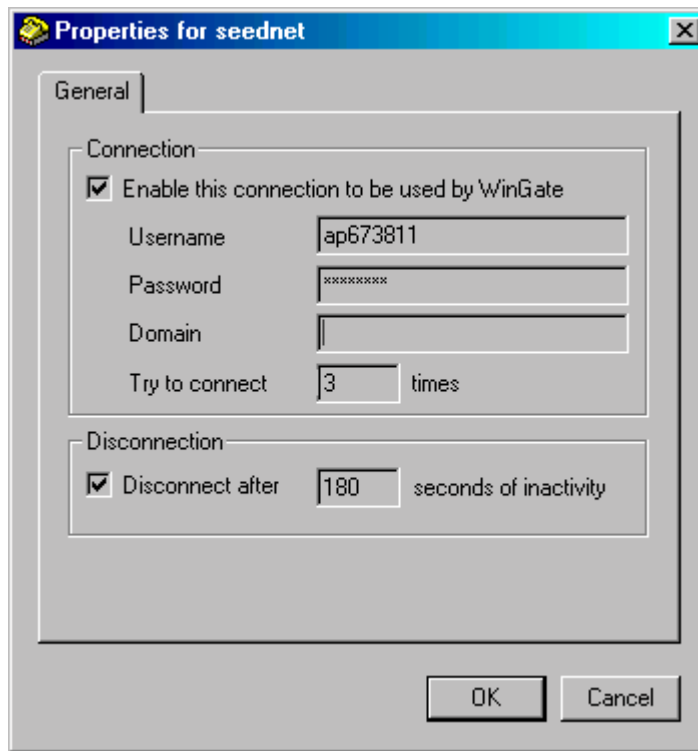 Properties for seednet
General
Connection
Enable this connection to be used by WinGate
Username ap673811
Password ********
Domain
Try to connect 3 times
Disconnection
Disconnect after 180 seconds of inactivity
OK Cancel